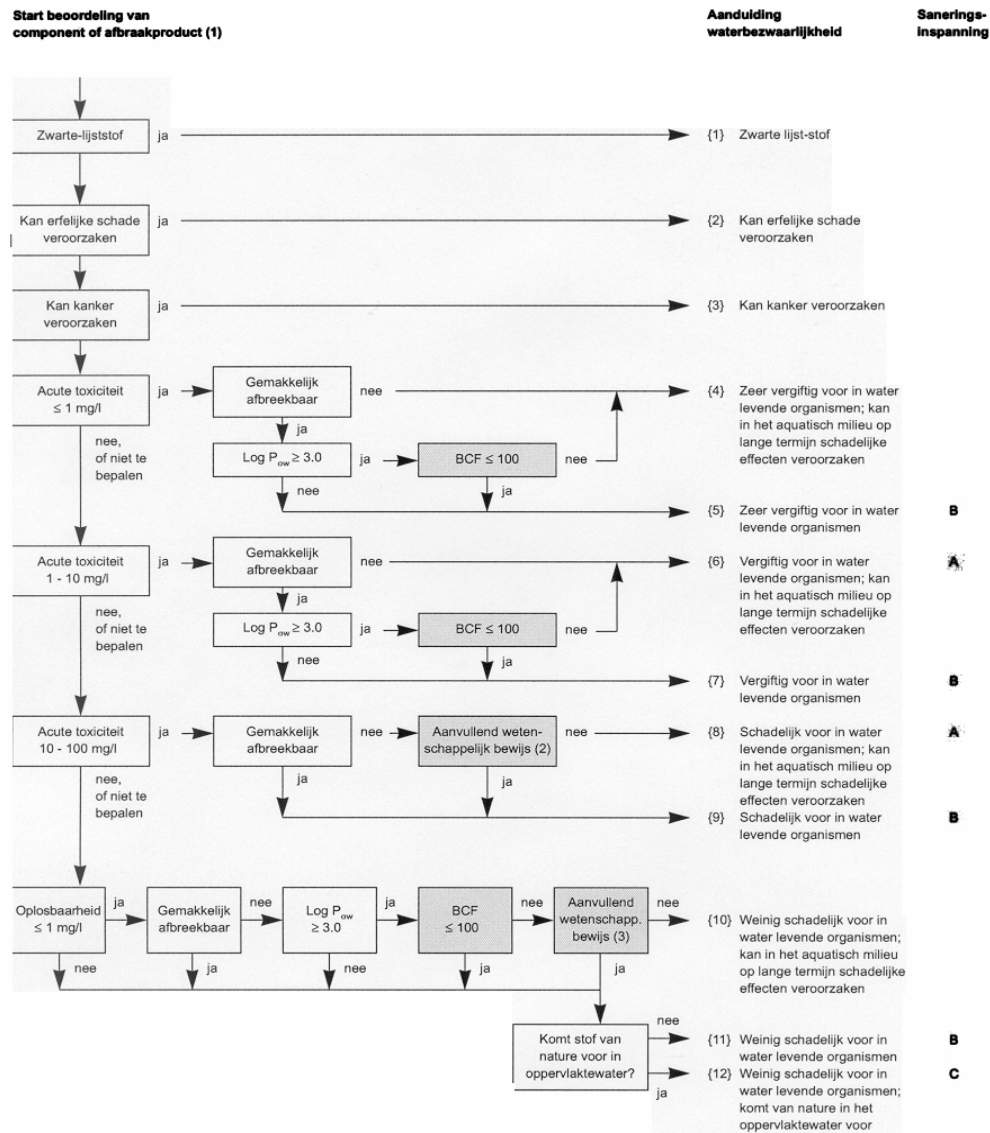 Start beoordeling van
component of afbraakproduct (1)
Aanduiding
waterbezwaarlijkheid
Sanerings-
inspanning
Zwarte-lijststof
ja
{1} Zwarte lijst-stof
Kan erfelijke schade
veroorzaken
ja
{2} Kan erfelijke schade
veroorzaken
Kan kanker
veroorzaken
ja
{3} Kan kanker veroorzaken
Acute toxiciteit
≤ 1 mg/l
ja
Gemakkelijk
afbreekbaar
nee
{4} Zeer vergiftig voor in water
levende organismen; kan
in het aquatisch milieu op
lange termijn schadelijke
effecten veroorzaken
nee,
of niet te
bepalen
ja
Log Pow ≥ 3.0
ja
BCF ≤ 100
nee
nee
ja
{5} Zeer vergiftig voor in water
levende organismen
B
Acute toxiciteit
1 - 10 mg/l
ja
Gemakkelijk
afbreekbaar
nee
{6} Vergiftig voor in water
levende organismen; kan
in het aquatisch milieu op
lange termijn schadelijke
effecten veroorzaken
A
nee,
of niet te
bepalen
ja
Log Pow ≥ 3.0
ja
BCF ≤ 100
nee
nee
ja
{7} Vergiftig voor in water
levende organismen
B
Acute toxiciteit
10 - 100 mg/l
ja
Gemakkelijk
afbreekbaar
nee
Aanvullend weten-
schappelijk bewijs (2)
nee
{8} Schadelijk voor in water
levende organismen; kan
in het aquatisch milieu op
lange termijn schadelijke
effecten veroorzaken
A
nee,
of niet te
bepalen
ja
ja
{9} Schadelijk voor in water
levende organismen
B
Oplosbaarheid
≤ 1 mg/l
ja
Gemakkelijk
afbreekbaar
nee
Log Pow
≥ 3.0
ja
BCF
≤ 100
nee
Aanvullend
wetenschapp.
bewijs (3)
nee
{10} Weinig schadelijk voor in
water levende organismen;
kan in het aquatisch milieu
op lange termijn schadelijke
effecten veroorzaken
nee
ja
nee
ja
ja
Komt stof van
nature voor in
oppervlaktewater?
nee
{11} Weinig schadelijk voor in
water levende organismen
B
ja
{12} Weinig schadelijk voor in
water levende organismen;
komt van nature in het
oppervlaktewater voor
C